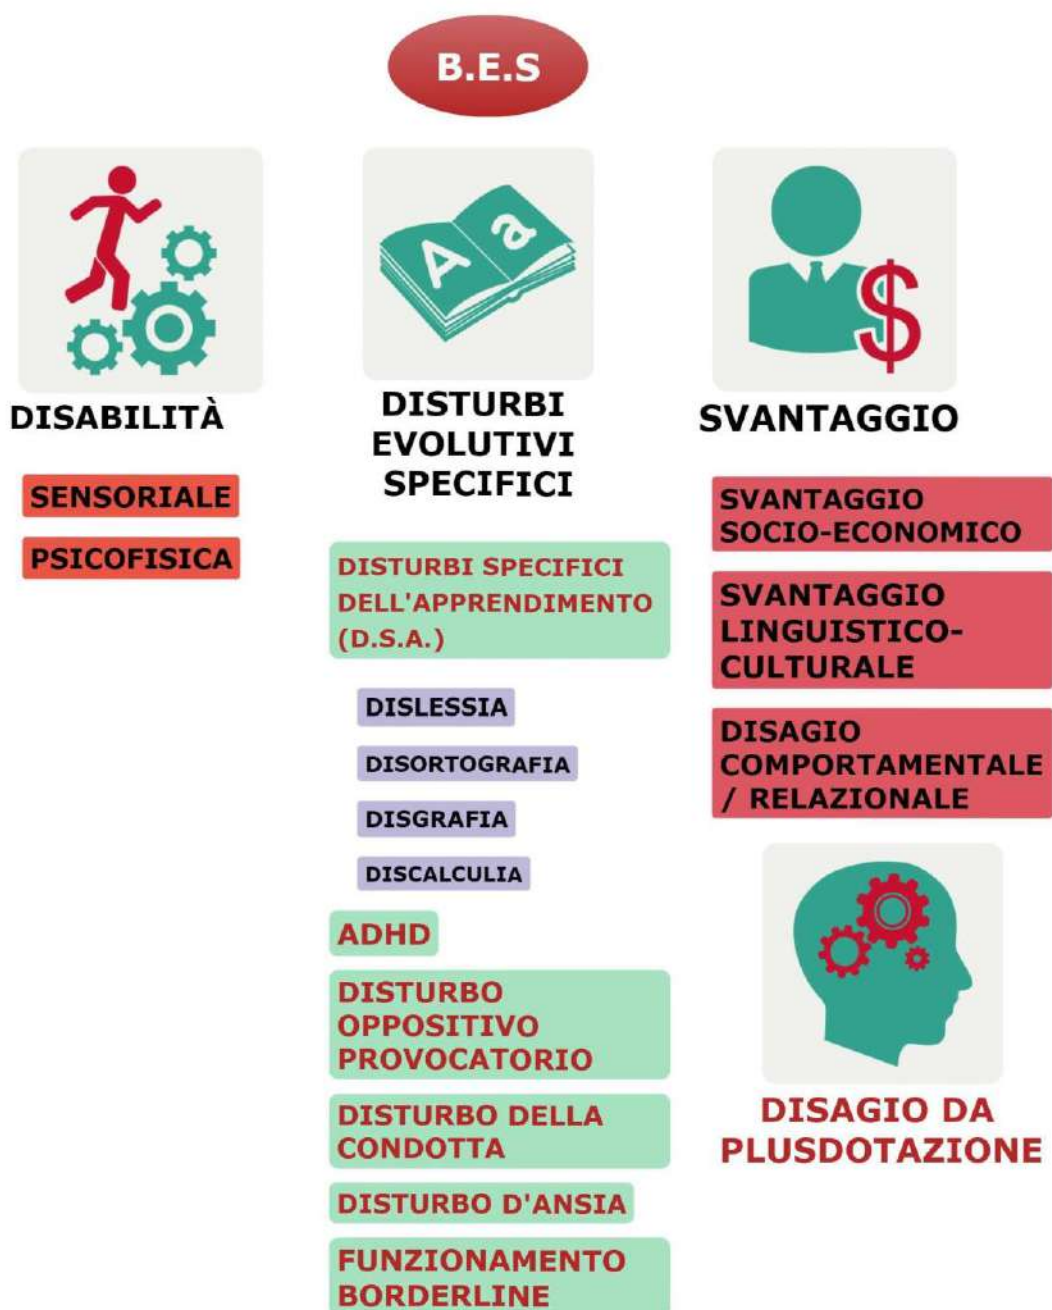 B.E.S
DISABILITÀ
SENSORIALE
PSICOFISICA
DISTURBI
EVOLUTIVI
SPECIFICI
DISTURBI SPECIFICI
DELL'APPRENDIMENTO
(D.S.A.)
DISLESSIA
DISORTOGRAFIA
DISGRAFIA
DISCALCULIA
ADHD
DISTURBO
OPPOSITIVO
PROVOCATORIO
DISTURBO DELLA
CONDOTTA
DISTURBO D'ANSIA
FUNZIONAMENTO
BORDERLINE
SVANTAGGIO
SVANTAGGIO
SOCIO-ECONOMICO
SVANTAGGIO
LINGUISTICO-
CULTURALE
DISAGIO
COMPORTAMENTALE
/ RELAZIONALE
DISAGIO DA
PLUSDOTAZIONE
A a
$